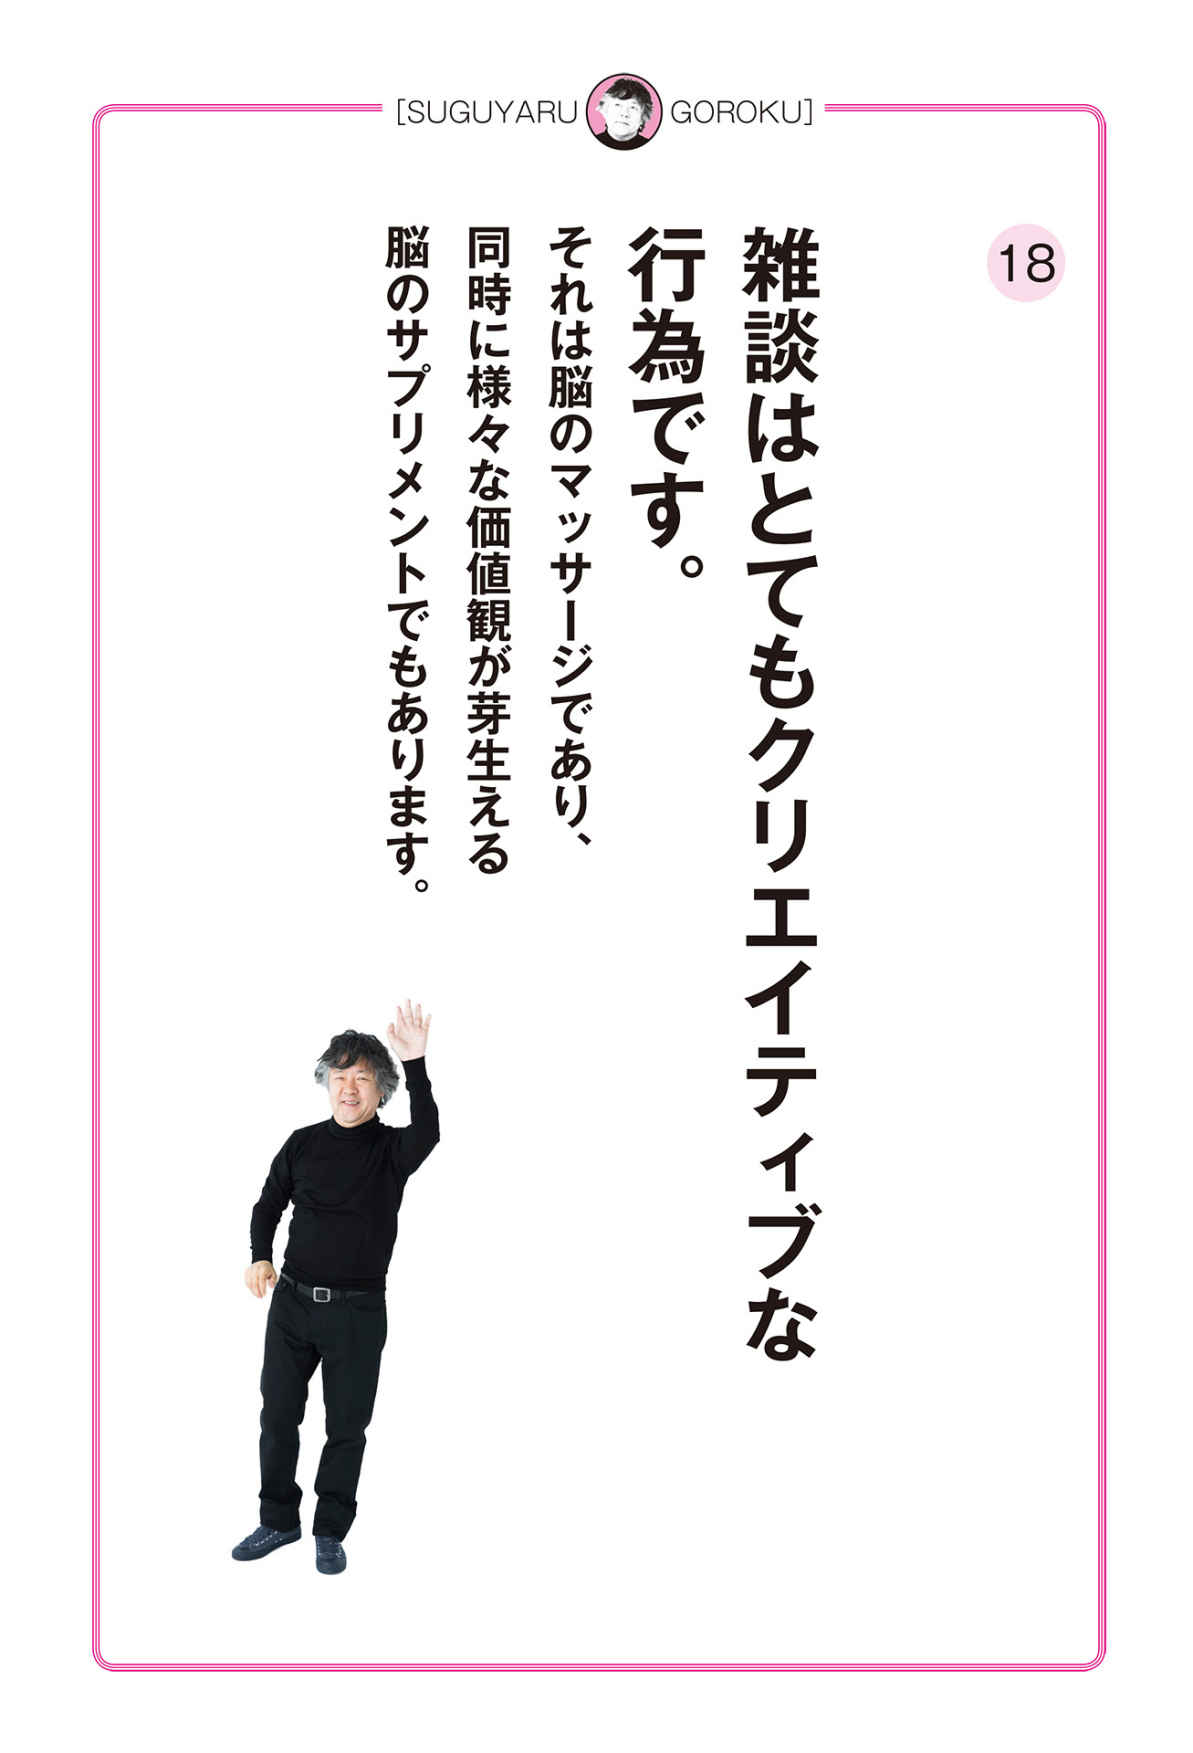 [SUGUYARU GOROKU]
18
雑談はとてもクリエイティブな
行為です。
それは脳のマッサージであり、
同時に様々な価値観が芽生える
脳のサプリメントでもあります。